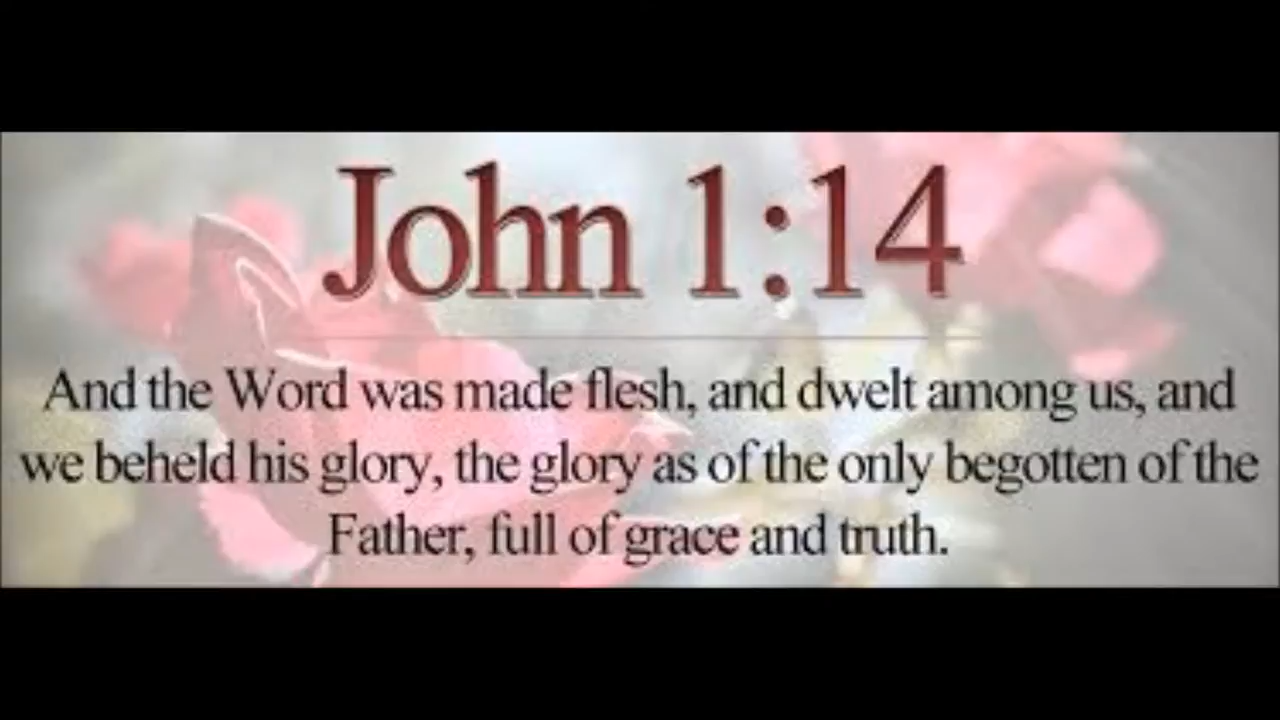 John 1:14
And the Word was made flesh, and dwelt among us, and
we beheld his glory, the glory as of the only begotten of the
Father, full of grace and truth.